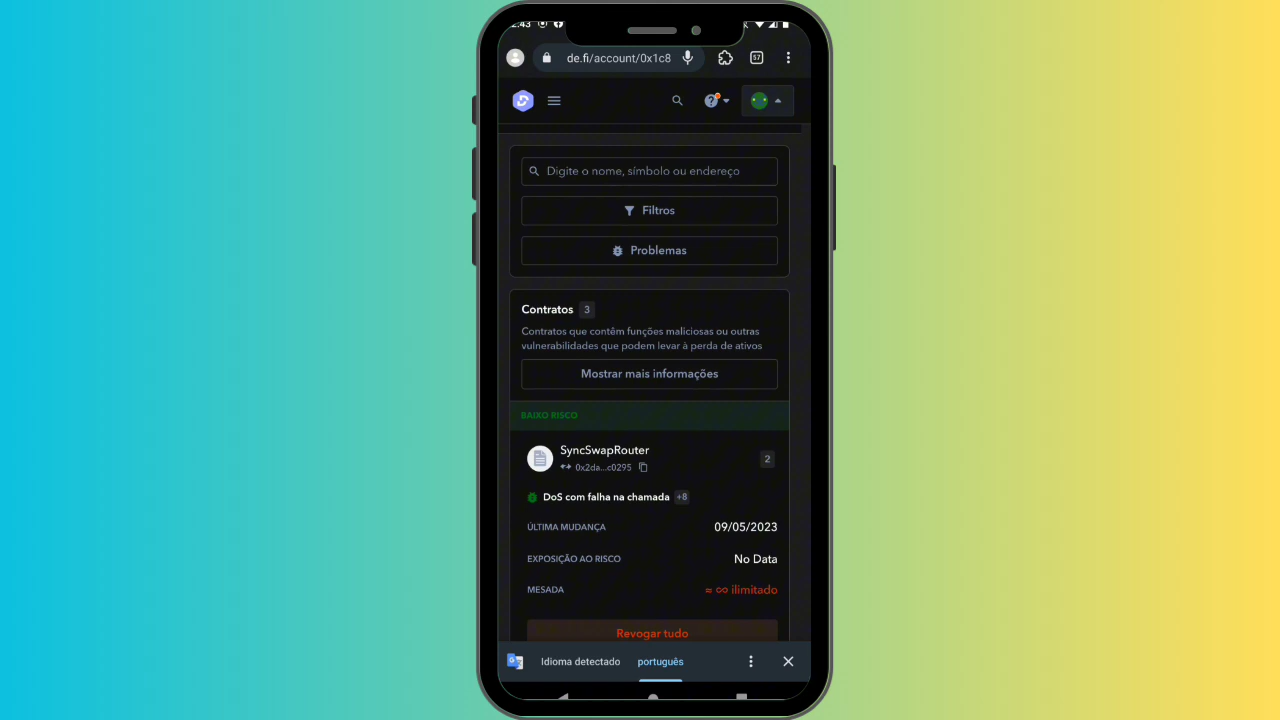 2:43
de.fi/account/0x1c8
57
Digite o nome, símbolo ou endereço
Filtros
Problemas
Contratos 3
Contratos que contêm funções maliciosas ou outras
vulnerabilidades que podem levar à perda de ativos
Mostrar mais informações
BAIXO RISCO
SyncSwapRouter
0x2da...c0295
2
DoS com falha na chamada +8
ÚLTIMA MUDANÇA 09/05/2023
EXPOSIÇÃO AO RISCO No Data
MESADA ≈ ∞ ilimitado
Revogar tudo
Idioma detectado português